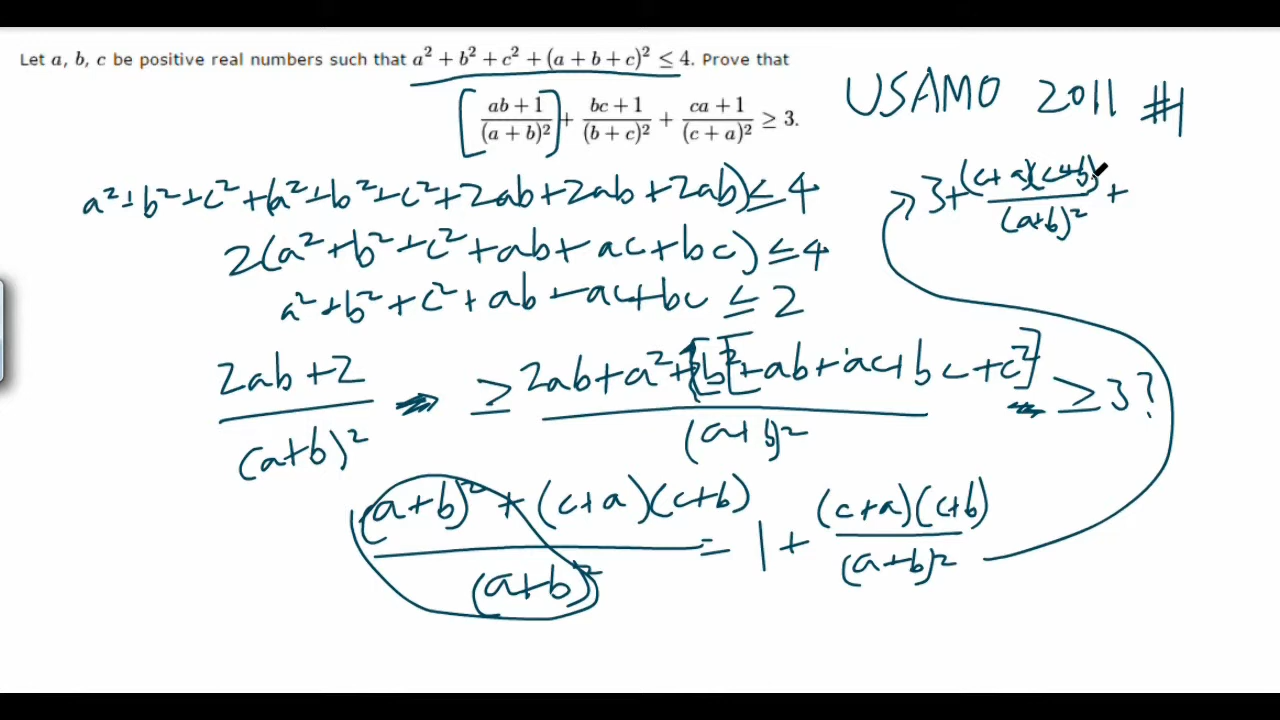 Let a, b, c be positive real numbers such that a² + b² + c² + (a + b + c)² ≤ 4. Prove that
[ (ab + 1)/(a + b)² ] + (bc + 1)/(b + c)² + (ca + 1)/(c + a)² ≥ 3.
USAMO 2011 #1
a² + b² + c² + (a² + b² + c² + 2ab + 2ab + 2ab) ≤ 4
3 + (c+a)(c+b)/(a+b)² +
2(a² + b² + c² + ab + ac + bc) ≤ 4
a² + b² + c² + ab + ac + bc ≤ 2
(2ab + 2)/(a+b)² ≥ (2ab + a² + [b² + [ab + ac + bc + c²])/(a+b)² ≥ 3?
((a+b)² + (c+a)(c+b))/(a+b)² = 1 + (c+a)(c+b)/(a+b)²